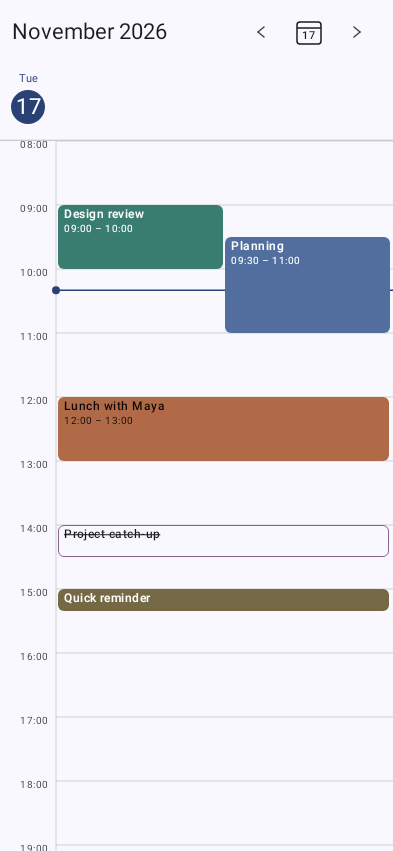 November 2026
17
Tue
17
08:00
09:00
Design review
09:00 – 10:00
Planning
09:30 – 11:00
10:00
11:00
12:00
Lunch with Maya
12:00 – 13:00
13:00
14:00
Project catch-up
15:00
Quick reminder
16:00
17:00
18:00
19:00